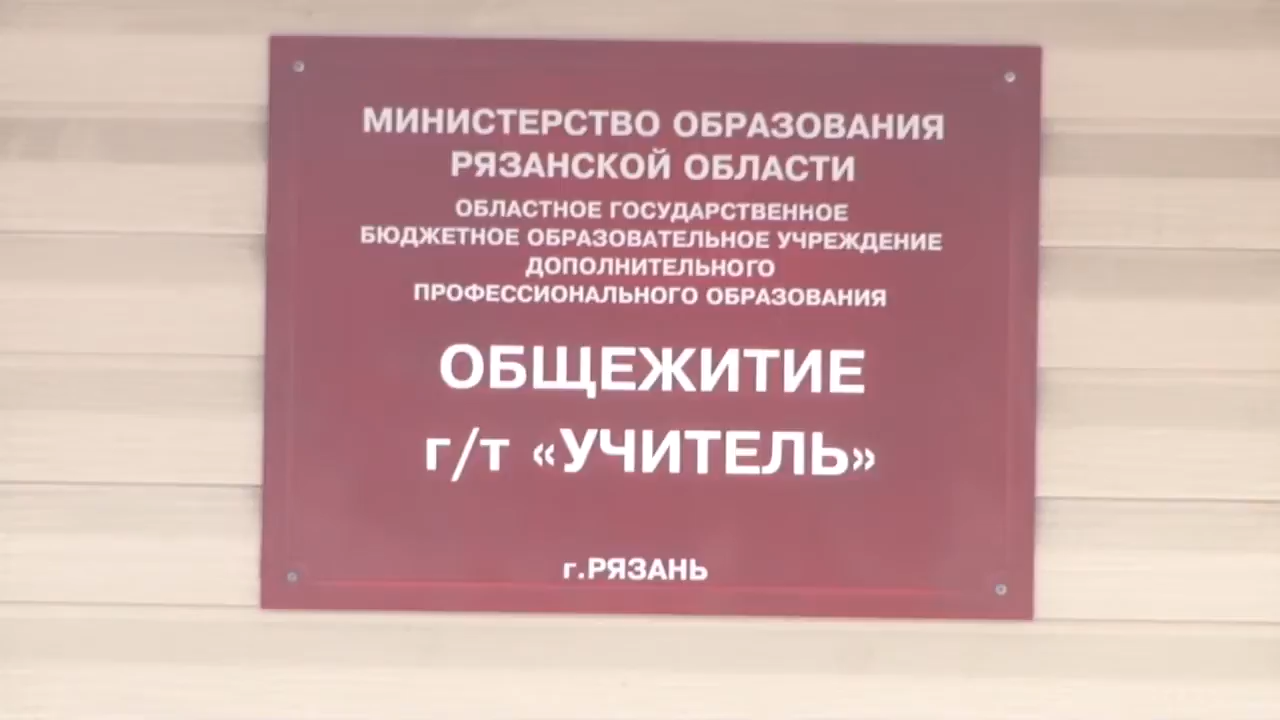 МИНИСТЕРСТВО ОБРАЗОВАНИЯ
РЯЗАНСКОЙ ОБЛАСТИ
ОБЛАСТНОЕ ГОСУДАРСТВЕННОЕ
БЮДЖЕТНОЕ ОБРАЗОВАТЕЛЬНОЕ УЧРЕЖДЕНИЕ
ДОПОЛНИТЕЛЬНОГО
ПРОФЕССИОНАЛЬНОГО ОБРАЗОВАНИЯ
ОБЩЕЖИТИЕ
г/т «УЧИТЕЛЬ»
г.РЯЗАНЬ